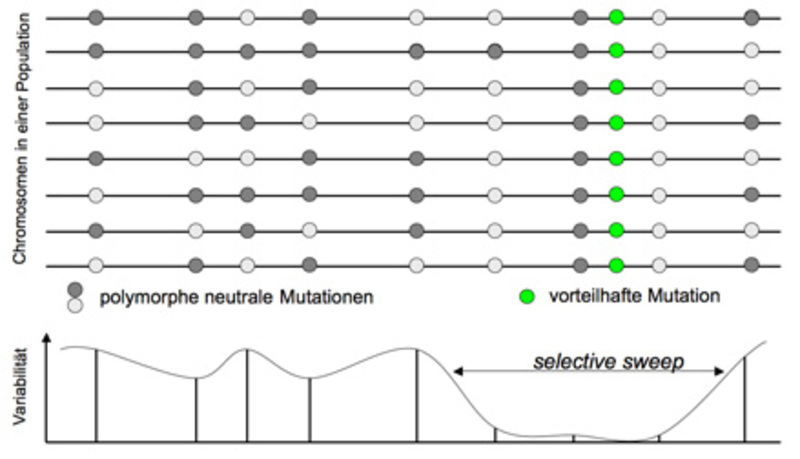 Chromosomen in einer Population
polymorphe neutrale Mutationen
vorteilhafte Mutation
Variabilität
selective sweep